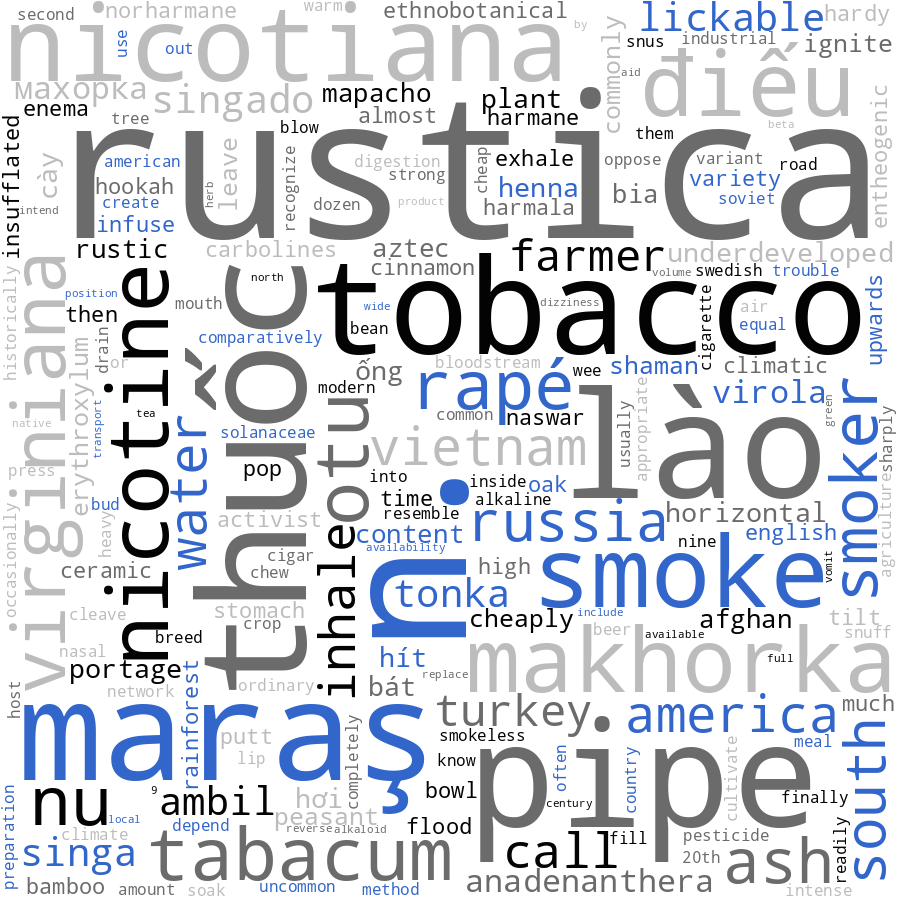 second
norharmane
warm
ethnobotanical
lickable
hardy
by
nicotiana
use
out
commonly
snus
industrial
ignite
aid
điếu
махорка
singado
mapacho
plant
enema
almost
harmane
tree
blow
them
beta
rustica
american
hookah
create
infuse
herb
leave
recognize
digestion
strong
dozen
product
cheap
exhale
henna
harmala
oppose
bia
variant
variety
soviet
road
entheogenic
insufflated
cày
intend
rustic
carbolines
aztec
cinnamon
farmer
underdeveloped
volume
swedish
trouble
north
position
then
mouth
comparatively
wide
bean
tobacco
dizziness
cigarette
air
equal
upwards
historically
virginiana
drain
or
nicotine
thuốc
ống
modern
bloodstream
wee
shaman
climatic
rapé
virola
naswar
common
usually
appropriate
lào
green
smoker
sharply
native
erythroxylum
transport
tea
water
solanaceae
otu
vietnam
press
pop
into
time
resemble
inside
alkaline
oak
agriculture
occasionally
bud
heavy
activist
content
availability
russia
horizontal
english
cigar
chew
inhale
high
nine
vomit
smoke
ceramic
stomach
crop
tonka
cleave
breed
cheaply
include
afghan
tilt
snuff
beer
available
nasal
portage
hít
makhorka
full
host
network
rainforest
ordinary
bát
replace
much
maraş
turkey
america
putt
lip
completely
smokeless
know
often
country
cultivate
meal
south
pipe
nu
9
ambil
hơi
bowl
century
finally
preparation
local
climate
depend
peasant
reverse
alkaloid
flood
fill
pesticide
readily
singa
tabacum
call
20th
ash
bamboo
amount
soak
uncommon
method
anadenanthera
intense